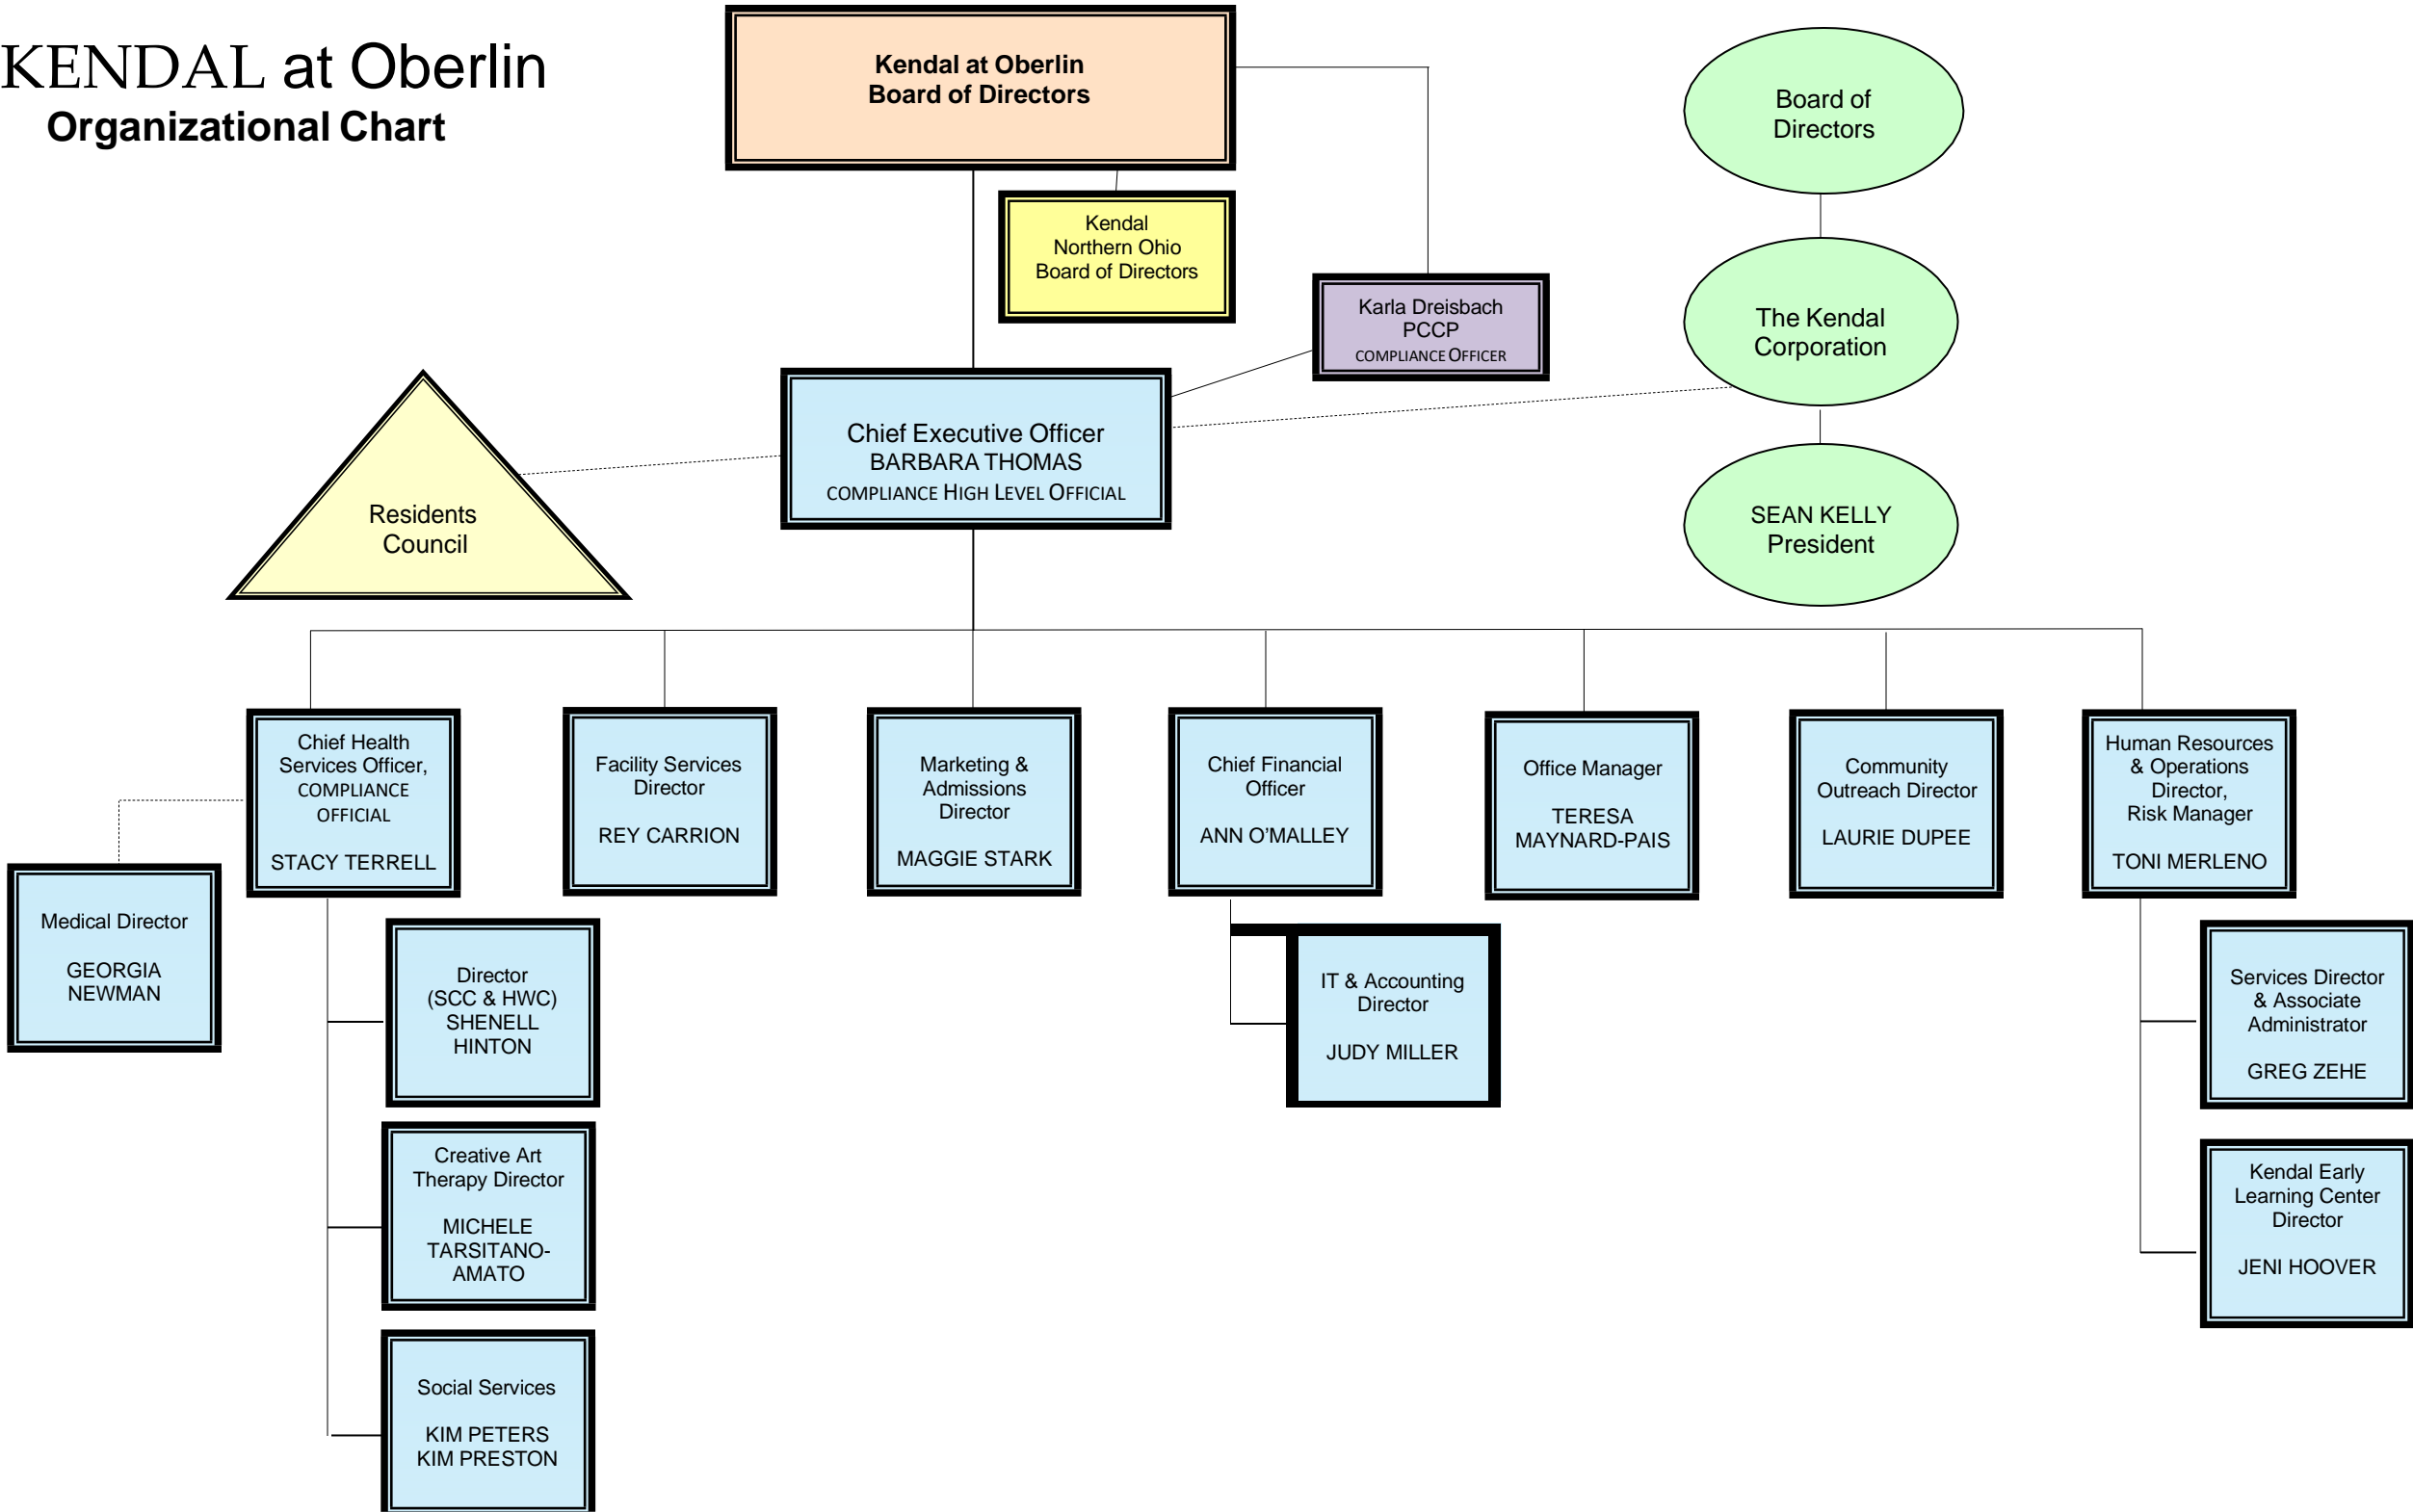 KENDAL at Oberlin
Organizational Chart
Kendal at Oberlin
Board of Directors
Board of
Directors
Kendal
Northern Ohio
Board of Directors
Karla Dreisbach
PCCP
COMPLIANCE OFFICER
The Kendal
Corporation
Chief Executive Officer
BARBARA THOMAS
COMPLIANCE HIGH LEVEL OFFICIAL
Residents
Council
SEAN KELLY
President
Chief Health
Services Officer,
COMPLIANCE
OFFICIAL
STACY TERRELL
Facility Services
Director
REY CARRION
Marketing &
Admissions
Director
MAGGIE STARK
Chief Financial
Officer
ANN O’MALLEY
Office Manager
TERESA
MAYNARD-PAIS
Community
Outreach Director
LAURIE DUPEE
Human Resources
& Operations
Director,
Risk Manager
TONI MERLENO
Medical Director
GEORGIA
NEWMAN
Director
(SCC & HWC)
SHENELL
HINTON
IT & Accounting
Director
JUDY MILLER
Services Director
& Associate
Administrator
GREG ZEHE
Creative Art
Therapy Director
MICHELE
TARSITANO-
AMATO
Kendal Early
Learning Center
Director
JENI HOOVER
Social Services
KIM PETERS
KIM PRESTON